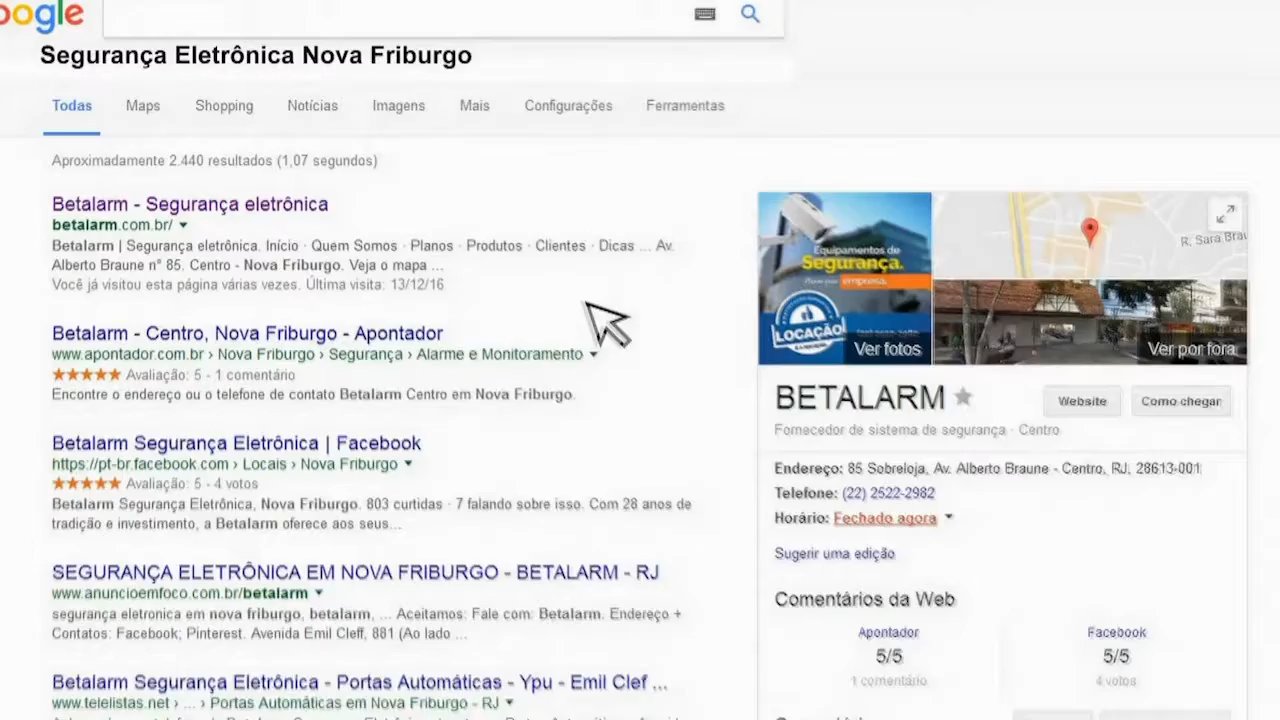 oogle
Segurança Eletrônica Nova Friburgo
Todas Maps Shopping Notícias Imagens Mais Configurações Ferramentas
Aproximadamente 2.440 resultados (1,07 segundos)
Betalarm - Segurança eletrônica
betalarm.com.br/
Betalarm | Segurança eletrônica. Início · Quem Somos · Planos · Produtos · Clientes · Dicas ... Av.
Alberto Braune n° 85. Centro - Nova Friburgo. Veja o mapa ...
Você já visitou esta página várias vezes. Última visita: 13/12/16
Betalarm - Centro, Nova Friburgo - Apontador
www.apontador.com.br › Nova Friburgo › Segurança › Alarme e Monitoramento
Avaliação: 5 - 1 comentário
Encontre o endereço ou o telefone de contato Betalarm Centro em Nova Friburgo.
Betalarm Segurança Eletrônica | Facebook
https://pt-br.facebook.com › Locais › Nova Friburgo
Avaliação: 5 - 4 votos
Betalarm Segurança Eletrônica, Nova Friburgo. 803 curtidas · 7 falando sobre isso. Com 28 anos de
tradição e investimento, a Betalarm oferece aos seus...
SEGURANÇA ELETRÔNICA EM NOVA FRIBURGO - BETALARM - RJ
www.anuncioemfoco.com.br/betalarm
segurança eletronica em nova friburgo, betalarm, ... Aceitamos: Fale com: Betalarm. Endereço +
Contatos: Facebook; Pinterest. Avenida Emil Cleff, 881 (Ao lado ...
Betalarm Segurança Eletrônica - Portas Automáticas - Ypu - Emil Clef ...
www.telelistas.net › ... › Portas Automáticas em Nova Friburgo - RJ
Equipamentos de
Segurança.
empresa.
LOCAÇÃO
Ver fotos
R. Sara Brau
Ver por fora
BETALARM
Website Como chegar
Fornecedor de sistema de segurança · Centro
Endereço: 85 Sobreloja, Av. Alberto Braune - Centro, RJ, 28613-001
Telefone: (22) 2522-2982
Horário: Fechado agora
Sugerir uma edição
Comentários da Web
Apontador Facebook
5/5 5/5
1 comentário 4 votos